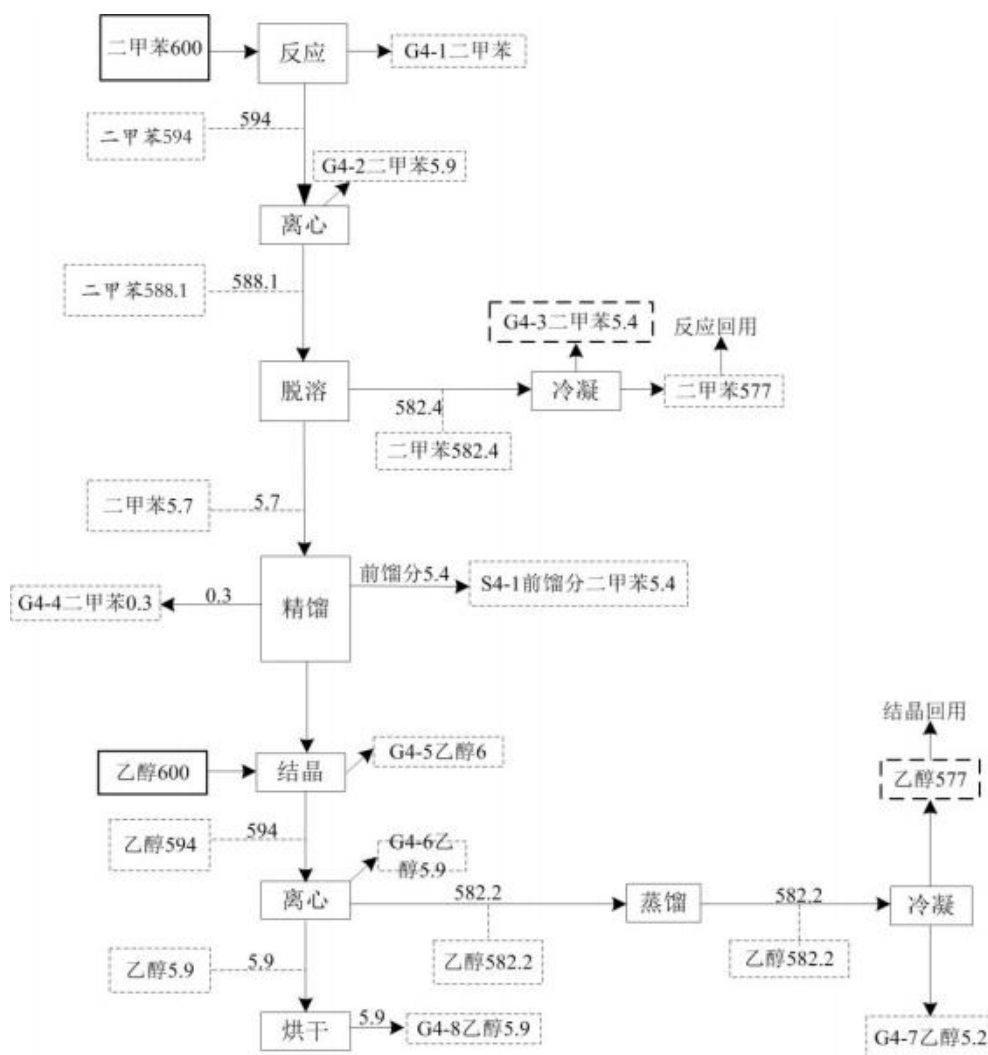 二甲苯600
反应
G4-1二甲苯
二甲苯594
594
G4-2二甲苯5.9
离心
二甲苯588.1
588.1
G4-3二甲苯5.4
反应回用
脱溶
582.4
冷凝
二甲苯577
二甲苯582.4
二甲苯5.7
5.7
G4-4二甲苯0.3
0.3
精馏
前馏分5.4
S4-1前馏分二甲苯5.4
结晶回用
乙醇600
结晶
G4-5乙醇6
乙醇577
乙醇594
594
G4-6乙
醇5.9
离心
582.2
蒸馏
582.2
冷凝
乙醇5.9
5.9
乙醇582.2
乙醇582.2
烘干
5.9
G4-8乙醇5.9
G4-7乙醇5.2